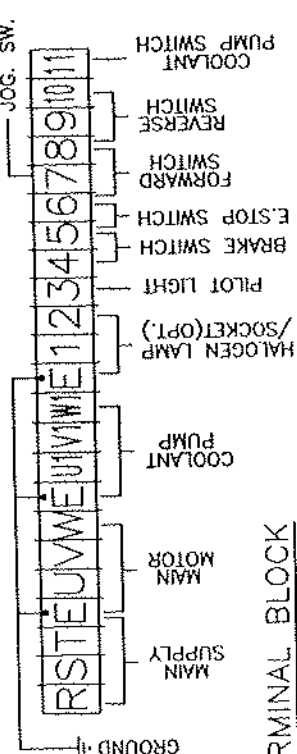 JOG. SW.
GROUND
R S T E U V W E U1 V1 W1 E 1 2 3 4 5 6 7 8 9 10 11
MAIN
SUPPLY
MAIN
MOTOR
COOLANT
PUMP
HALOGEN LAMP
/SOCKET(OPT.)
PILOT LIGHT
BRAKE SWITCH
E.STOP SWITCH
FORWARD
SWITCH
REVERSE
SWITCH
COOLANT
PUMP SWITCH
RMINAL BLOCK